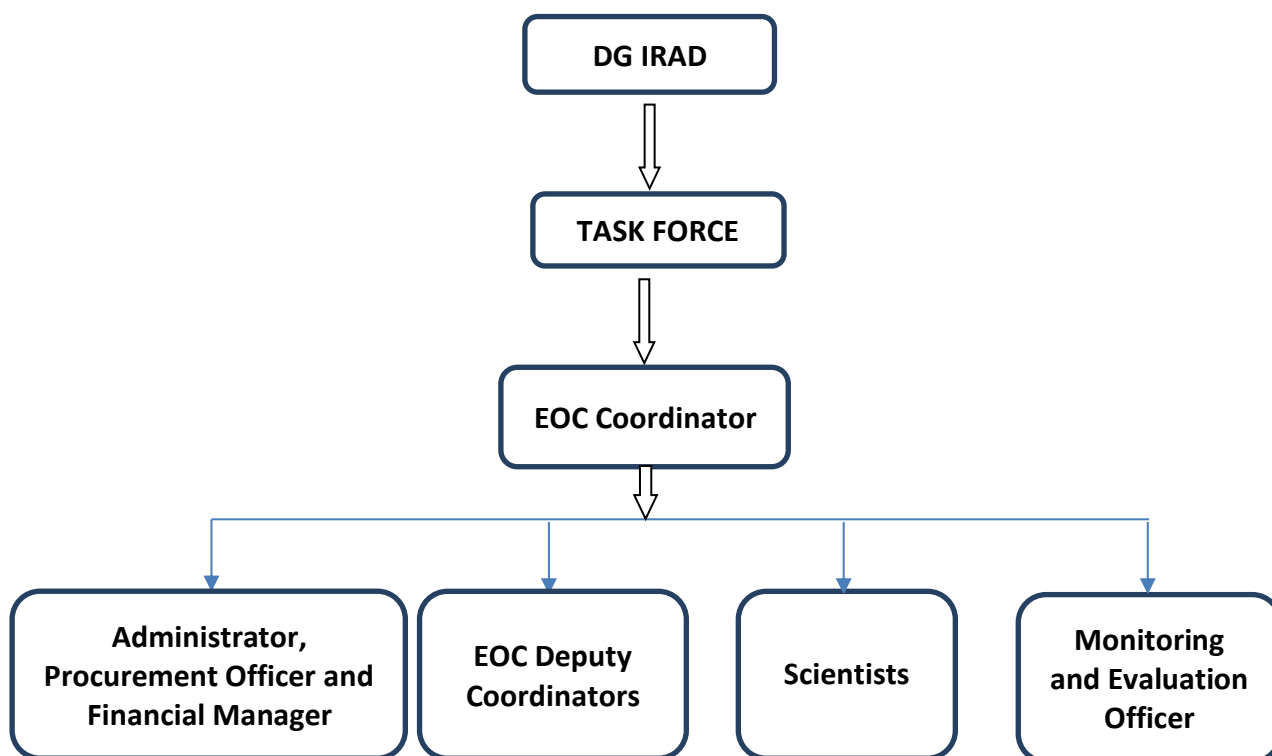 DG IRAD
TASK FORCE
EOC Coordinator
Administrator,
Procurement Officer and
Financial Manager
EOC Deputy
Coordinators
Scientists
Monitoring
and Evaluation
Officer